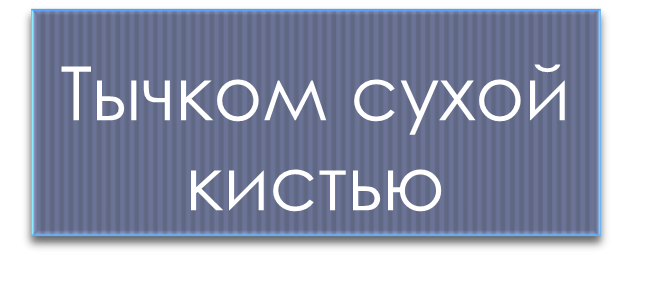 Тычком сухой
кистью